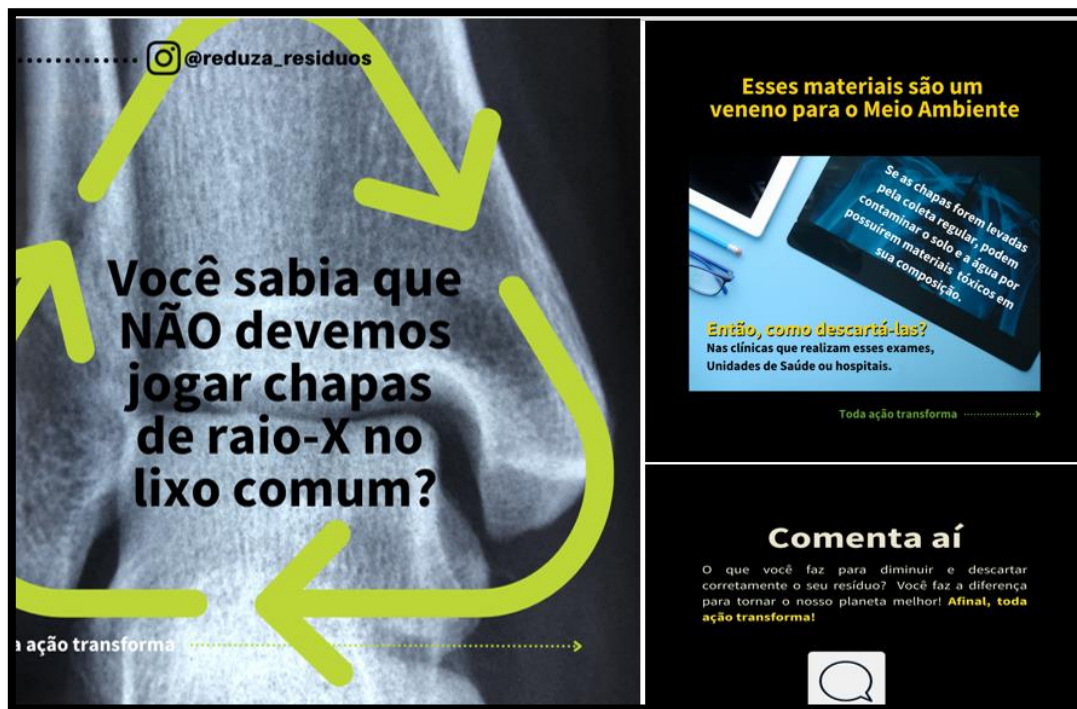 @reduza_residuos
Você sabia que
NÃO devemos
jogar chapas
de raio-X no
lixo comum?
a ação transforma
Esses materiais são um
veneno para o Meio Ambiente
Se as chapas forem levadas
pela coleta regular, podem
contaminar o solo e a água por
possuírem materiais tóxicos em
sua composição.
Então, como descartá-las?
Nas clínicas que realizam esses exames,
Unidades de Saúde ou hospitais.
Toda ação transforma
Comenta aí
O que você faz para diminuir e descartar
corretamente o seu resíduo? Você faz a diferença
para tornar o nosso planeta melhor! Afinal, toda
ação transforma!